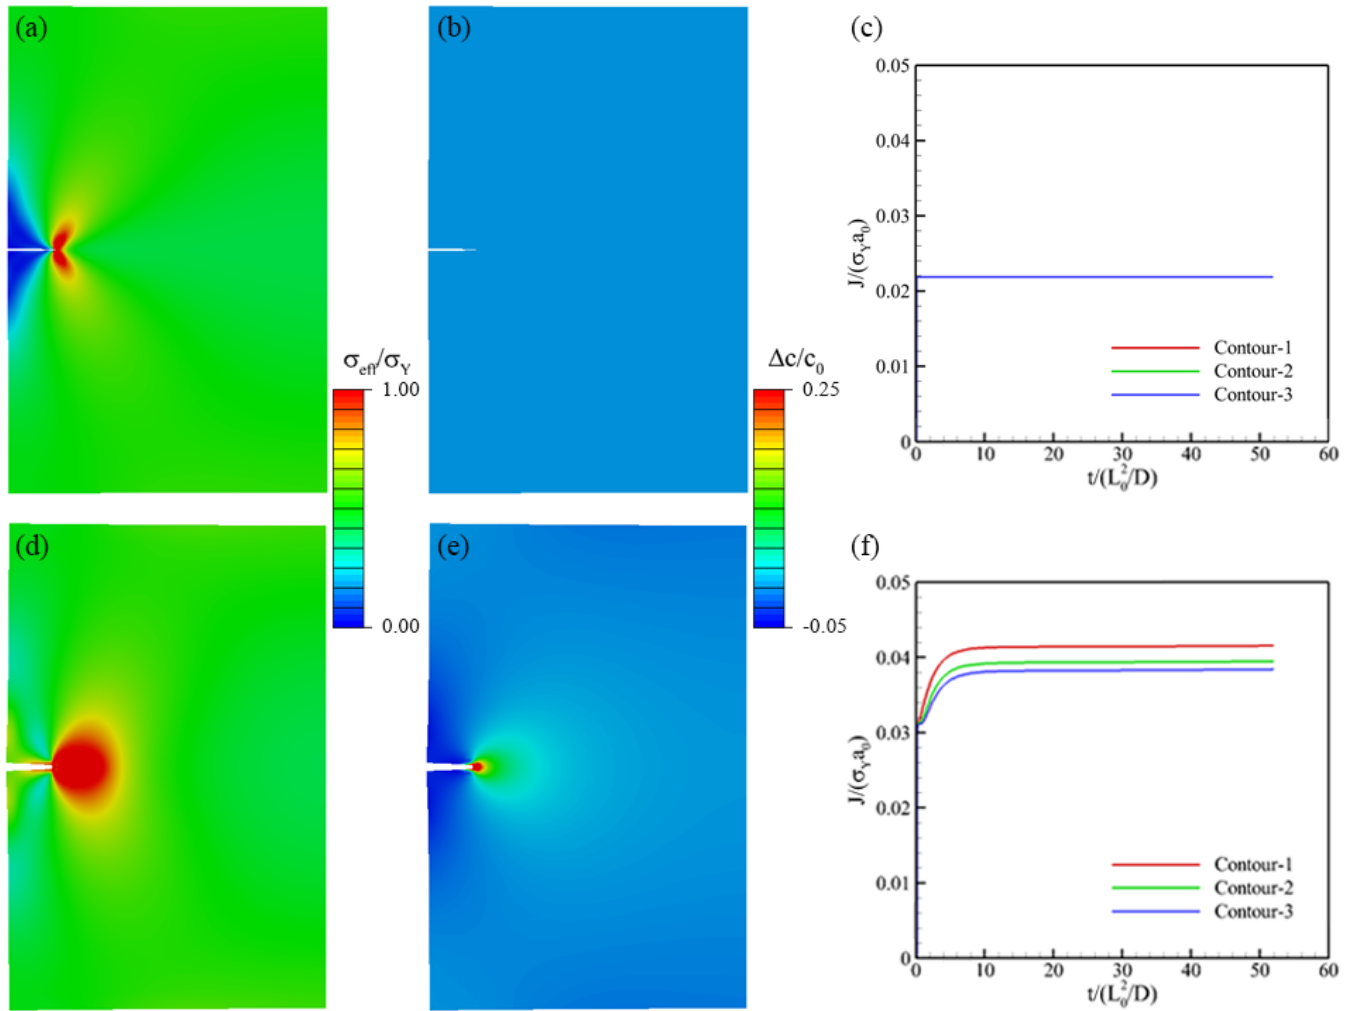 (a)
σeff/σY
1.00
0.00
(b)
Δc/c0
0.25
-0.05
(c)
0.05
0.04
0.03
0.02
0.01
0
J/(σYa0)
Contour-1
Contour-2
Contour-3
0 10 20 30 40 50 60
t/(L0²/D)
(d)
(e)
(f)
0.05
0.04
0.03
0.02
0.01
0
J/(σYa0)
Contour-1
Contour-2
Contour-3
0 10 20 30 40 50 60
t/(L0²/D)